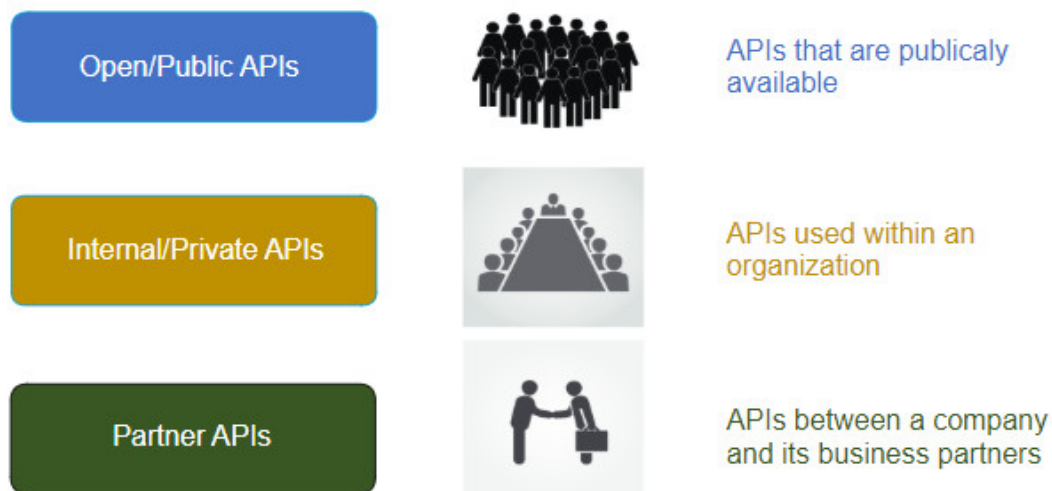 Open/Public APIs
APIs that are publicaly
available
Internal/Private APIs
APIs used within an
organization
Partner APIs
APIs between a company
and its business partners